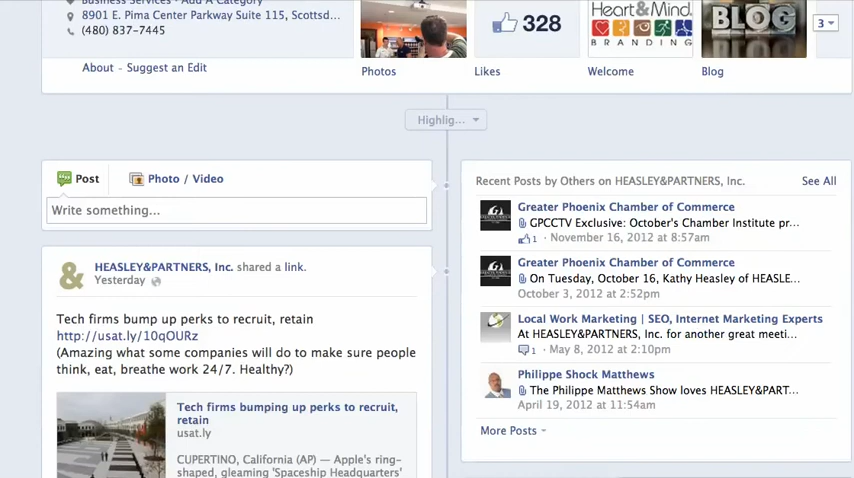 Business Services · Add A Category
8901 E. Pima Center Parkway Suite 115, Scottsd...
(480) 837-7445
About – Suggest an Edit
Photos
328
Likes
Heart&Mind
BRANDING
Welcome
BLOG
Blog
3
Highlig...
Post
Photo / Video
Write something...
HEASLEY&PARTNERS, Inc. shared a link.
Yesterday
Tech firms bump up perks to recruit, retain
http://usat.ly/10qOURz
(Amazing what some companies will do to make sure people
think, eat, breathe work 24/7. Healthy?)
Tech firms bumping up perks to recruit,
retain
usat.ly
CUPERTINO, California (AP) — Apple's ring-
shaped, gleaming 'Spaceship Headquarters'
Recent Posts by Others on HEASLEY&PARTNERS, Inc.
See All
Greater Phoenix Chamber of Commerce
GPCCTV Exclusive: October's Chamber Institute pr...
1 · November 16, 2012 at 8:57am
Greater Phoenix Chamber of Commerce
On Tuesday, October 16, Kathy Heasley of HEASLE...
October 3, 2012 at 2:52pm
Local Work Marketing | SEO, Internet Marketing Experts
At HEASLEY&PARTNERS, Inc. for another great meeti...
1 · May 8, 2012 at 2:10pm
Philippe Shock Matthews
The Philippe Matthews Show loves HEASLEY&PART...
April 19, 2012 at 11:54am
More Posts